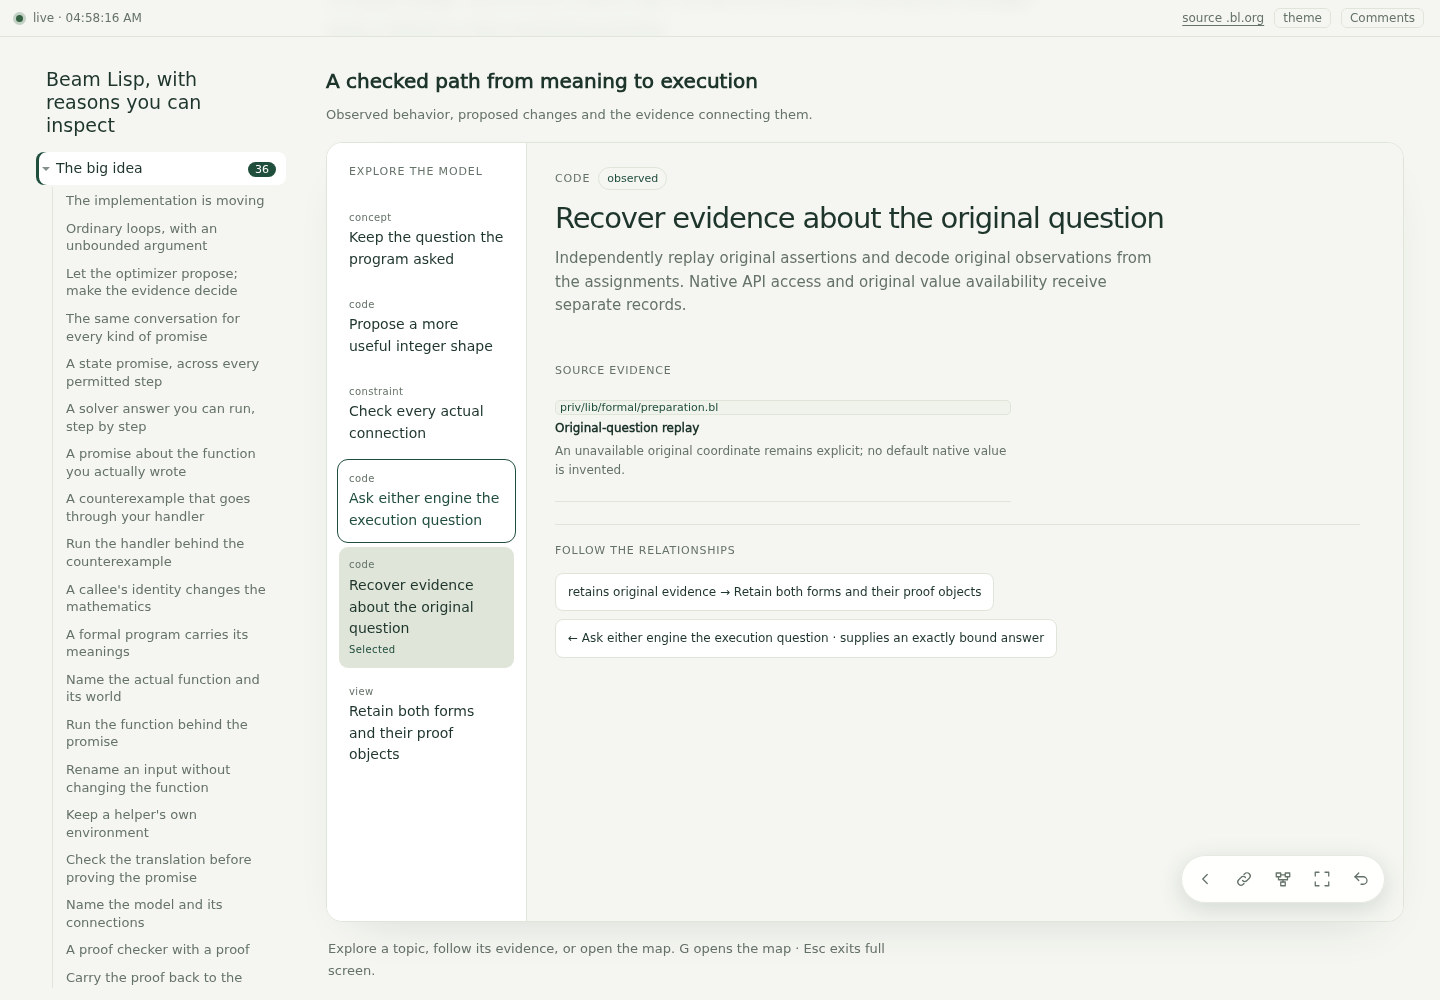 live · 04:58:16 AM
source .bl.org
theme
Comments
Beam Lisp, with
reasons you can
inspect
The big idea
36
The implementation is moving
Ordinary loops, with an
unbounded argument
Let the optimizer propose;
make the evidence decide
The same conversation for
every kind of promise
A state promise, across every
permitted step
A solver answer you can run,
step by step
A promise about the function
you actually wrote
A counterexample that goes
through your handler
Run the handler behind the
counterexample
A callee's identity changes the
mathematics
A formal program carries its
meanings
Name the actual function and
its world
Run the function behind the
promise
Rename an input without
changing the function
Keep a helper's own
environment
Check the translation before
proving the promise
Name the model and its
connections
A proof checker with a proof
Carry the proof back to the
A checked path from meaning to execution
Observed behavior, proposed changes and the evidence connecting them.
EXPLORE THE MODEL
concept
Keep the question the
program asked
code
Propose a more
useful integer shape
constraint
Check every actual
connection
code
Ask either engine the
execution question
code
Recover evidence
about the original
question
Selected
view
Retain both forms
and their proof
objects
CODE
observed
Recover evidence about the original question
Independently replay original assertions and decode original observations from
the assignments. Native API access and original value availability receive
separate records.
SOURCE EVIDENCE
priv/lib/formal/preparation.bl
Original-question replay
An unavailable original coordinate remains explicit; no default native value
is invented.
FOLLOW THE RELATIONSHIPS
retains original evidence → Retain both forms and their proof objects
← Ask either engine the execution question · supplies an exactly bound answer
Explore a topic, follow its evidence, or open the map. G opens the map · Esc exits full
screen.